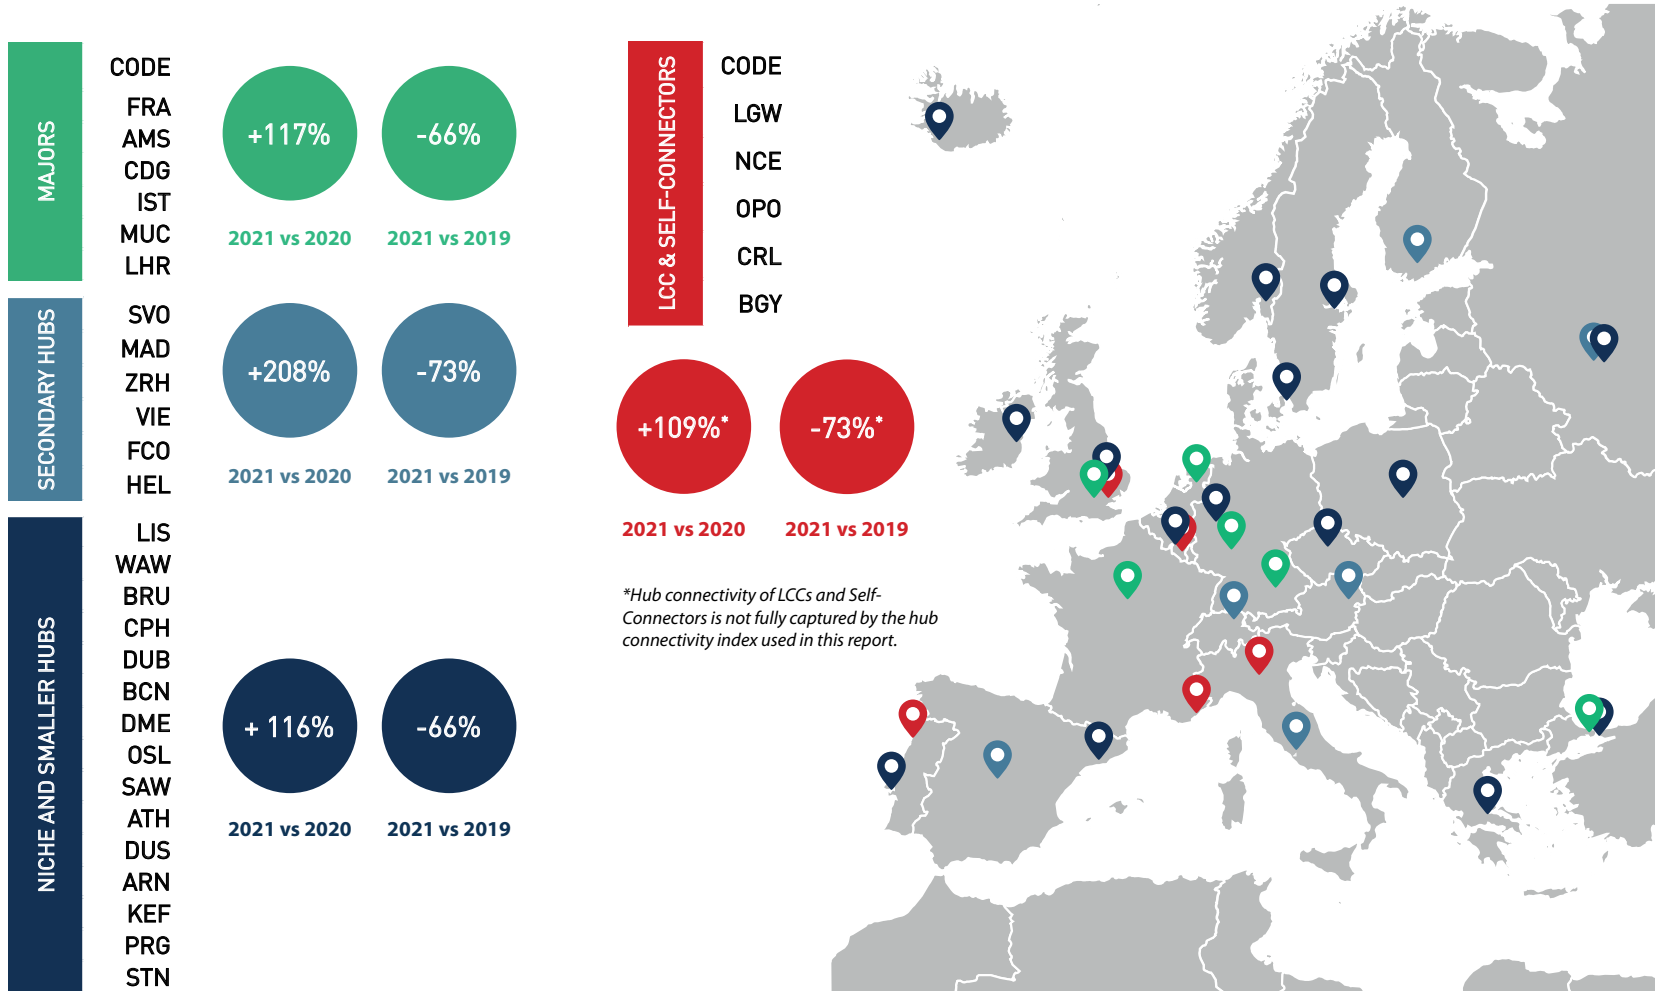 MAJORS
CODE
FRA
AMS
CDG
IST
MUC
LHR
+117%
-66%
2021 vs 2020
2021 vs 2019
SECONDARY HUBS
SVO
MAD
ZRH
VIE
FCO
HEL
+208%
-73%
2021 vs 2020
2021 vs 2019
NICHE AND SMALLER HUBS
LIS
WAW
BRU
CPH
DUB
BCN
DME
OSL
SAW
ATH
DUS
ARN
KEF
PRG
STN
+ 116%
-66%
2021 vs 2020
2021 vs 2019
LCC & SELF-CONNECTORS
CODE
LGW
NCE
OPO
CRL
BGY
+109%*
-73%*
2021 vs 2020
2021 vs 2019
*Hub connectivity of LCCs and Self-
Connectors is not fully captured by the hub
connectivity index used in this report.